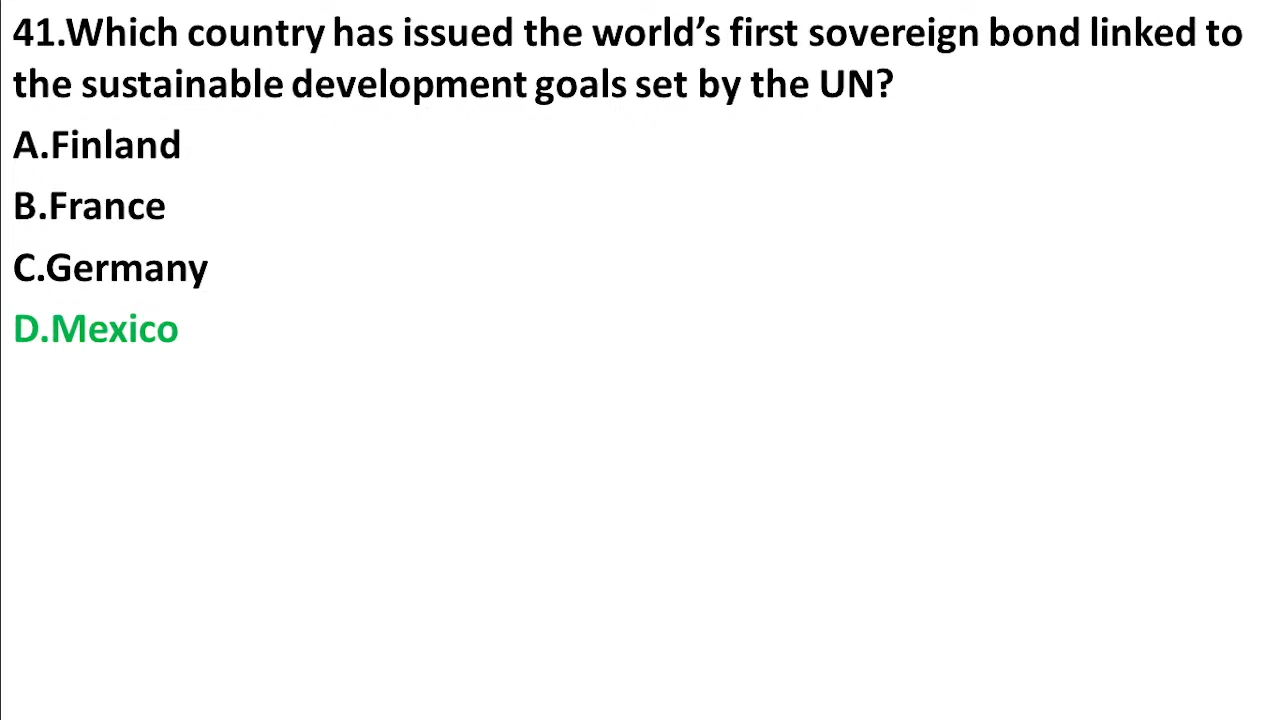 41.Which country has issued the world’s first sovereign bond linked to
the sustainable development goals set by the UN?
A.Finland
B.France
C.Germany
D.Mexico